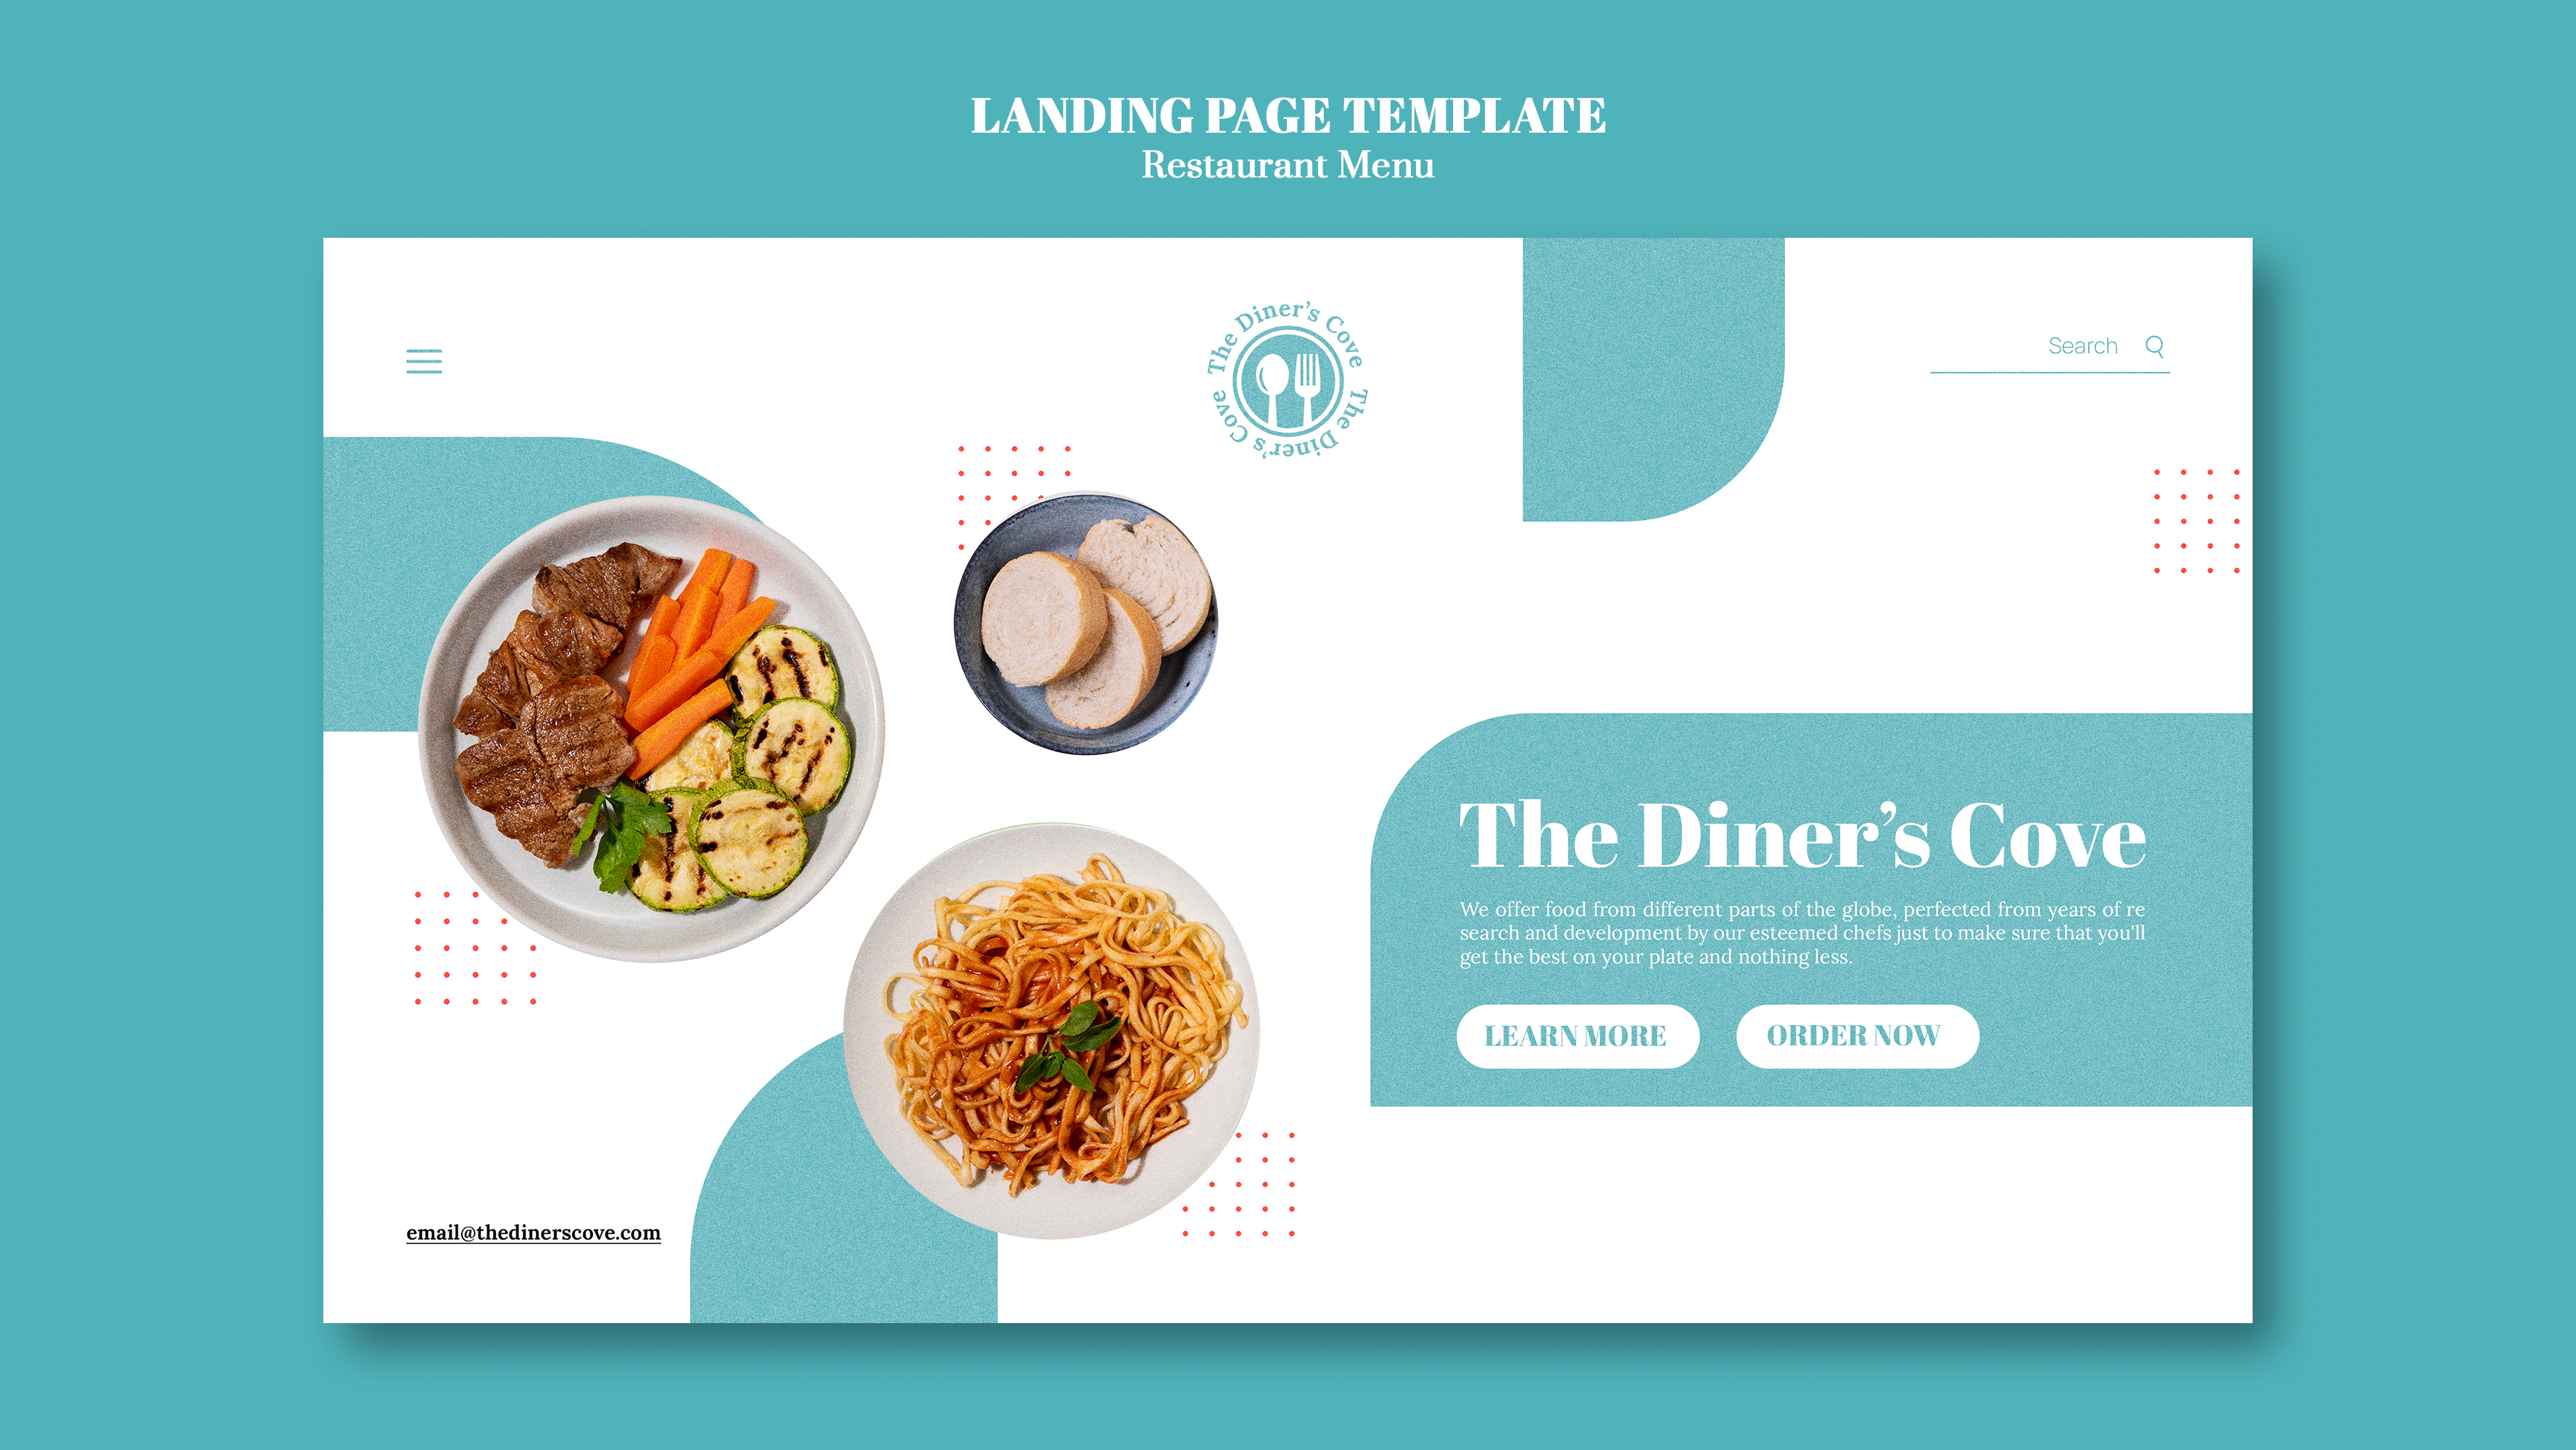 LANDING PAGE TEMPLATE
Restaurant Menu
The Diner’s Cove The Diner’s Cove
Search
The Diner’s Cove
We offer food from different parts of the globe, perfected from years of re
search and development by our esteemed chefs just to make sure that you'll
get the best on your plate and nothing less.
LEARN MORE
ORDER NOW
email@thedinerscove.com